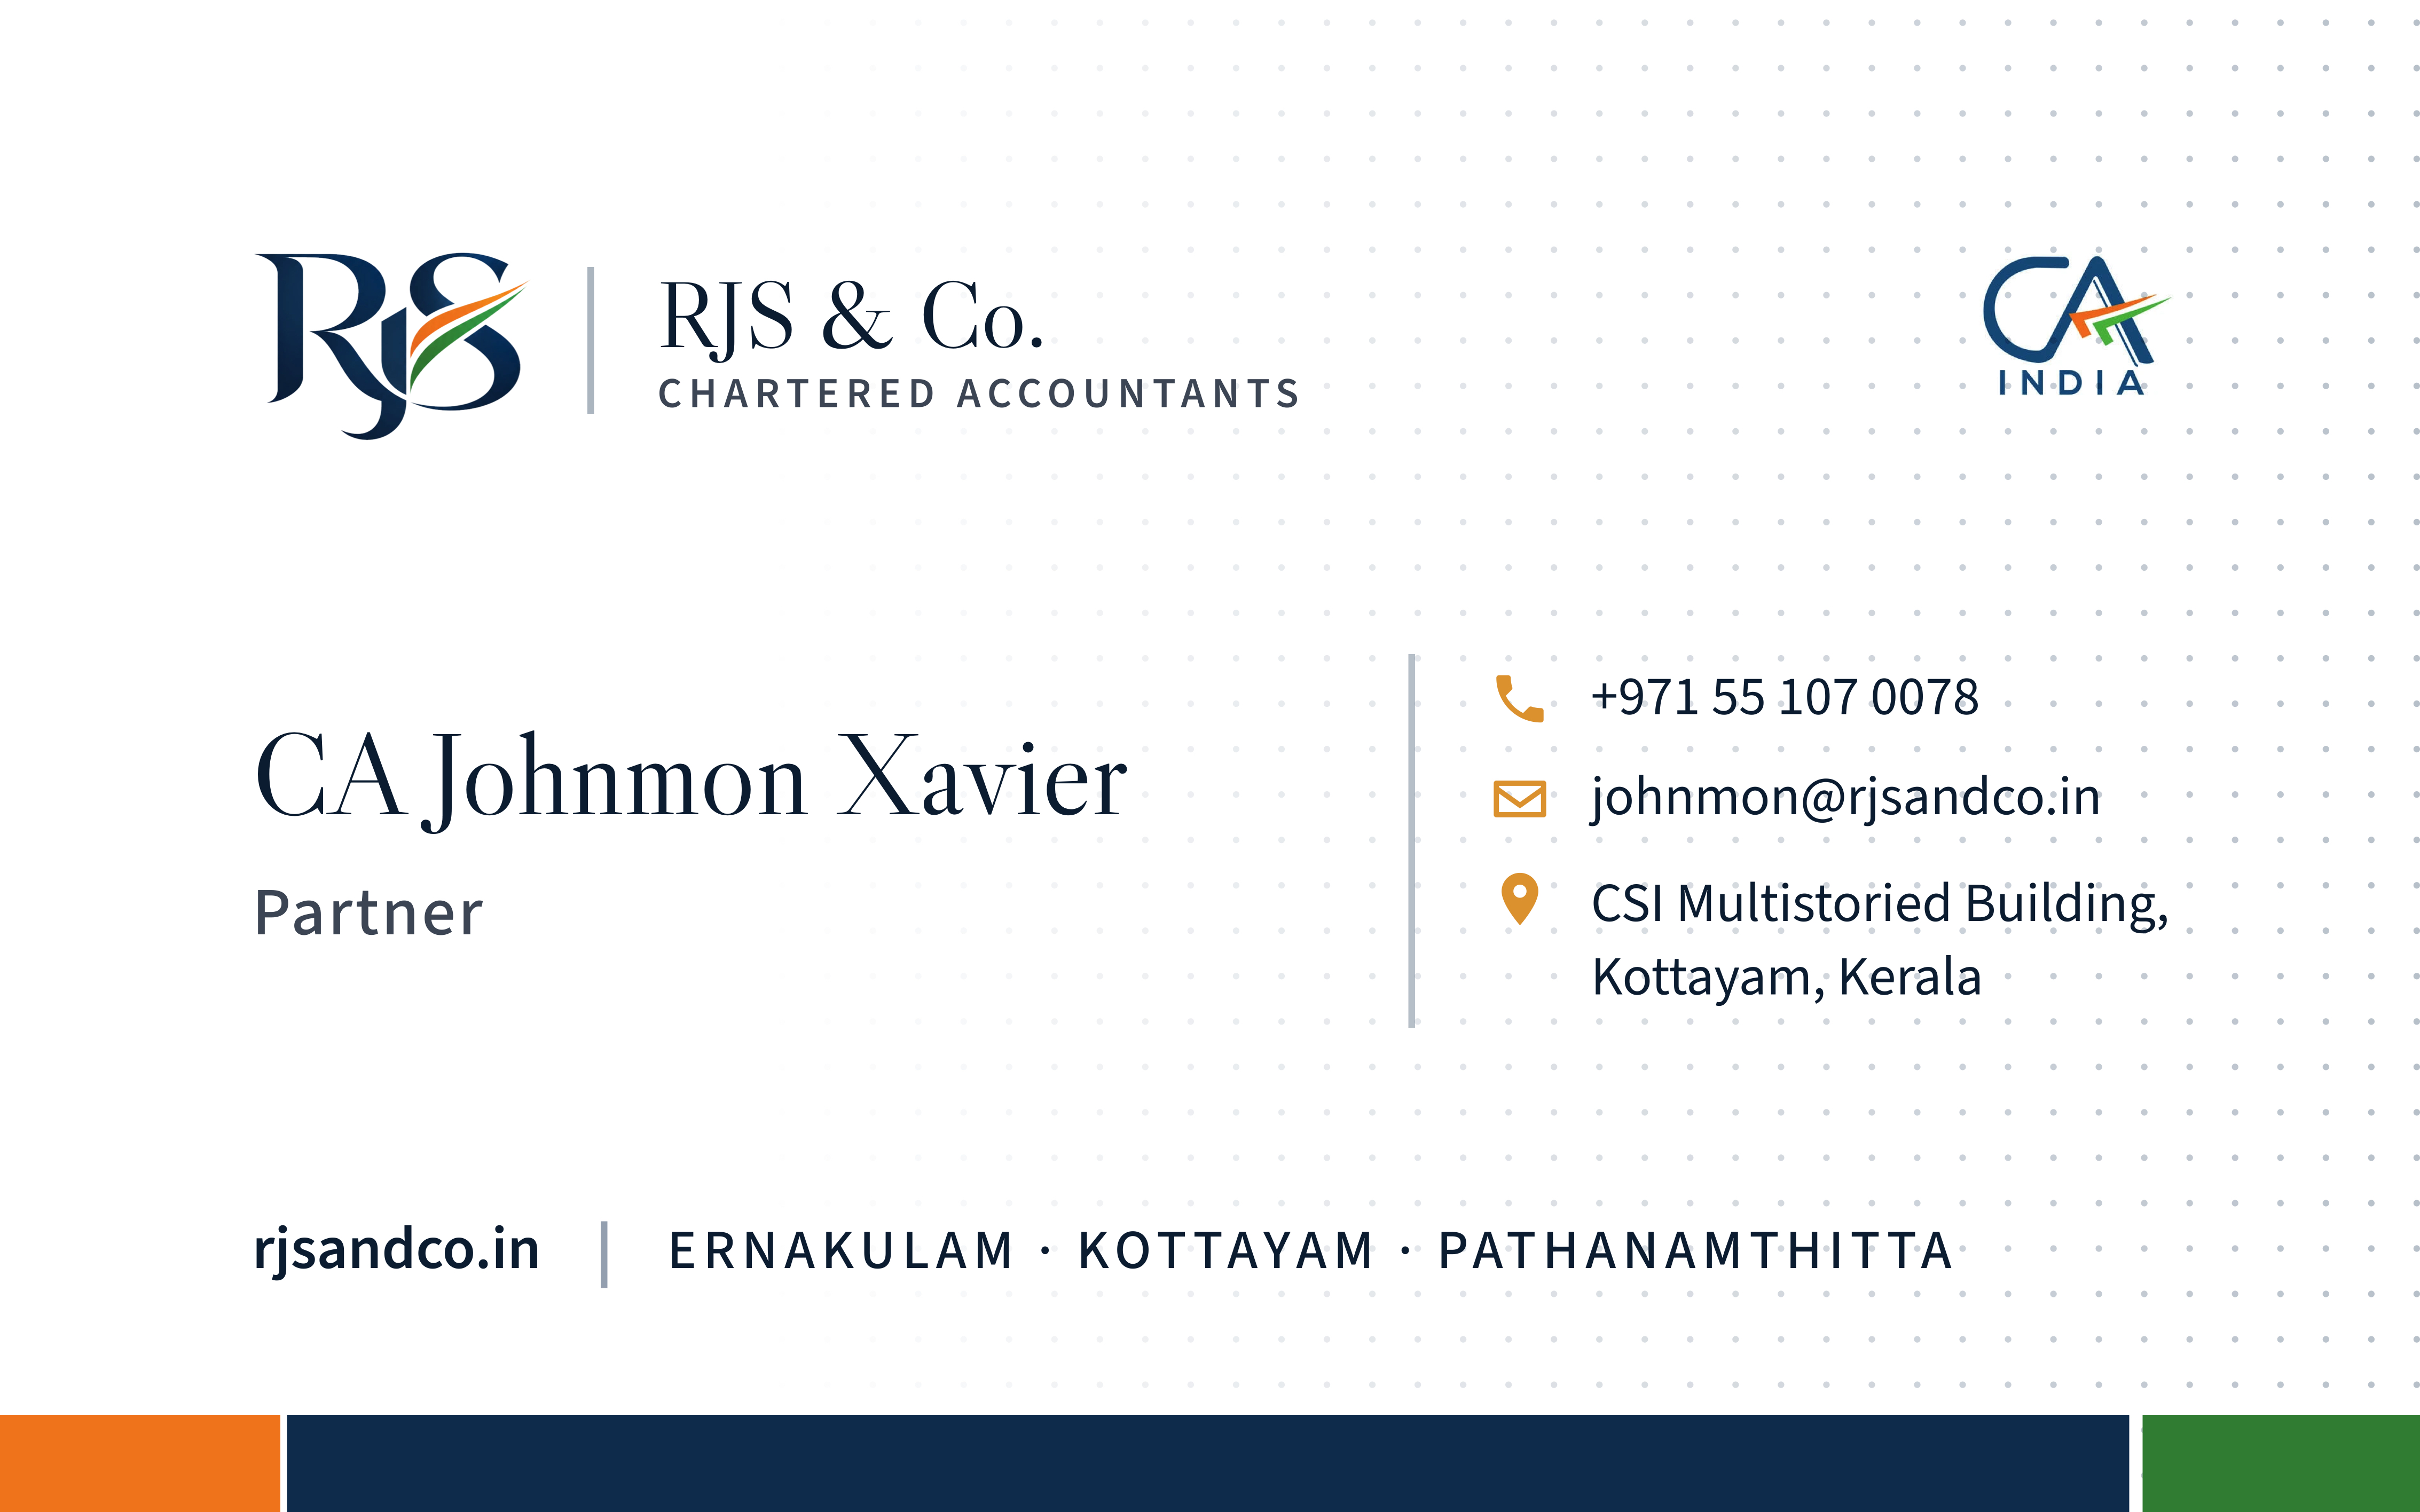 RJS
RJS & Co.
CHARTERED ACCOUNTANTS
CA
INDIA
CA Johnmon Xavier
Partner
+971 55 107 0078
johnmon@rjsandco.in
CSI Multistoried Building,
Kottayam, Kerala
rjsandco.in | ERNAKULAM · KOTTAYAM · PATHANAMTHITTA